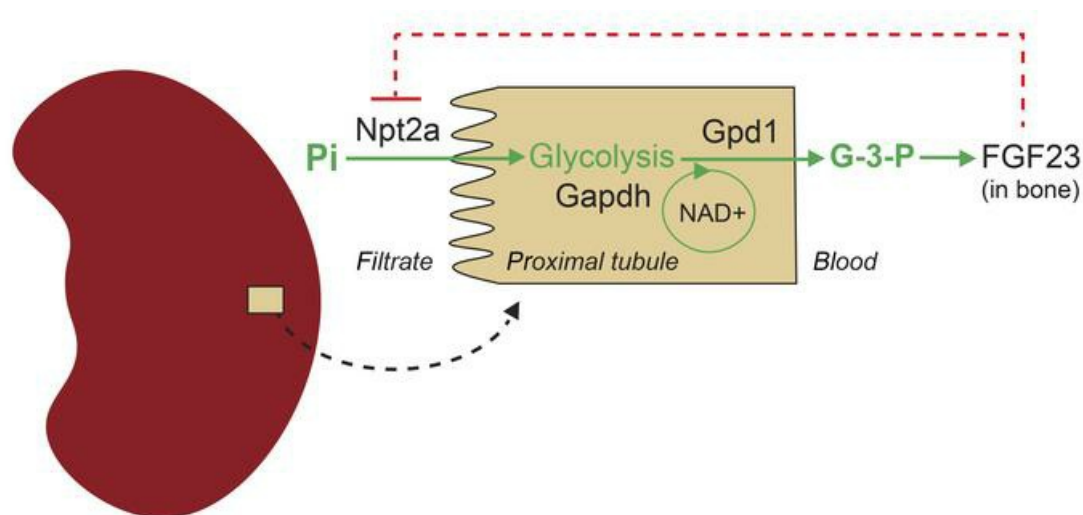 Npt2a
Pi
Glycolysis
Gapdh
Gpd1
NAD+
G-3-P
FGF23
(in bone)
Filtrate
Proximal tubule
Blood